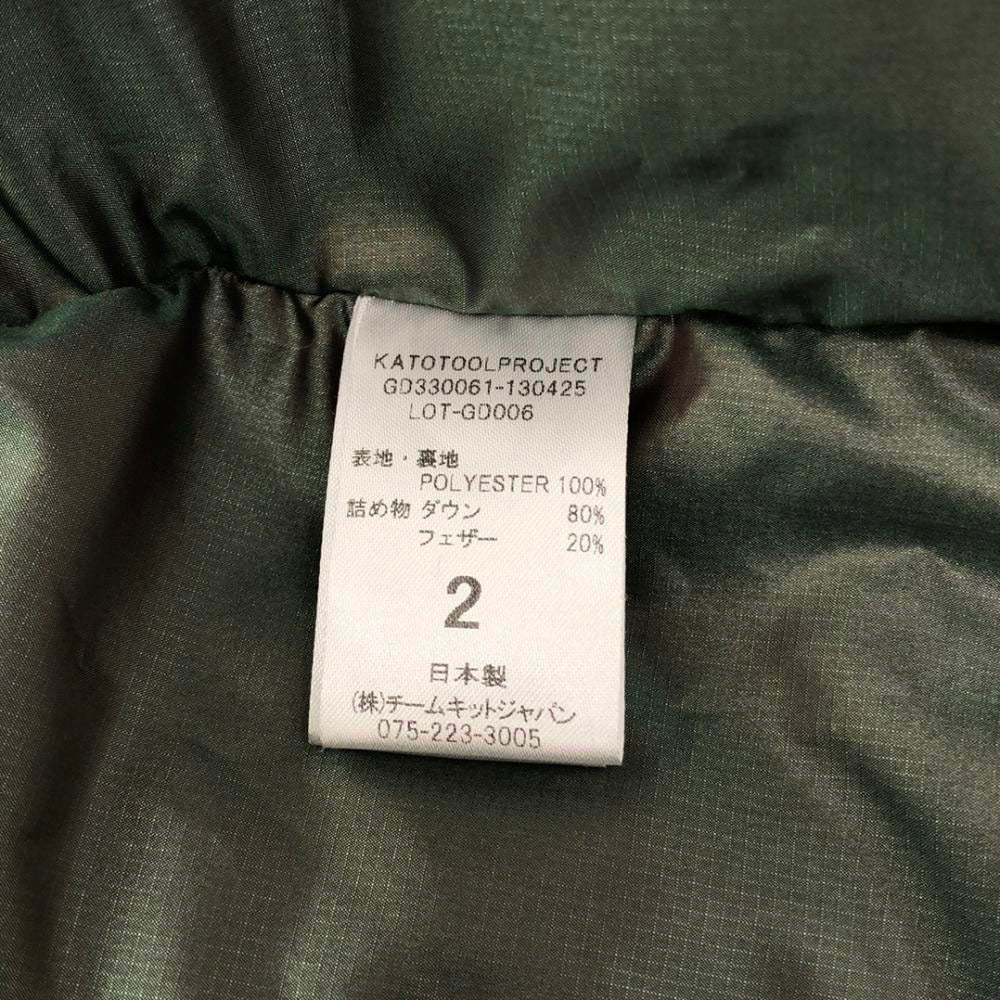 KATOTOOLPROJECT
GD330061-130425
LOT-GD006
表地・裏地
POLYESTER 100%
詰め物 ダウン 80%
フェザー 20%
2
日本製
(株)チームキットジャパン
075-223-3005